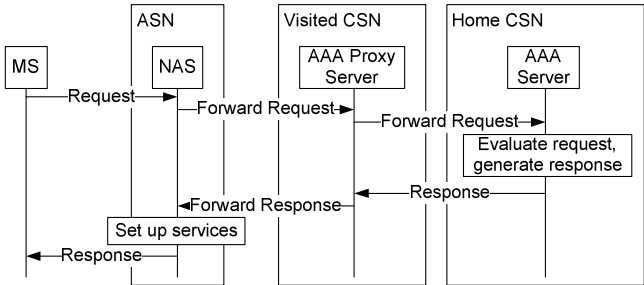 ASN
Visited CSN
Home CSN
MS
NAS
AAA Proxy
Server
AAA
Server
Request
Forward Request
Forward Request
Evaluate request,
generate response
Response
Forward Response
Set up services
Response